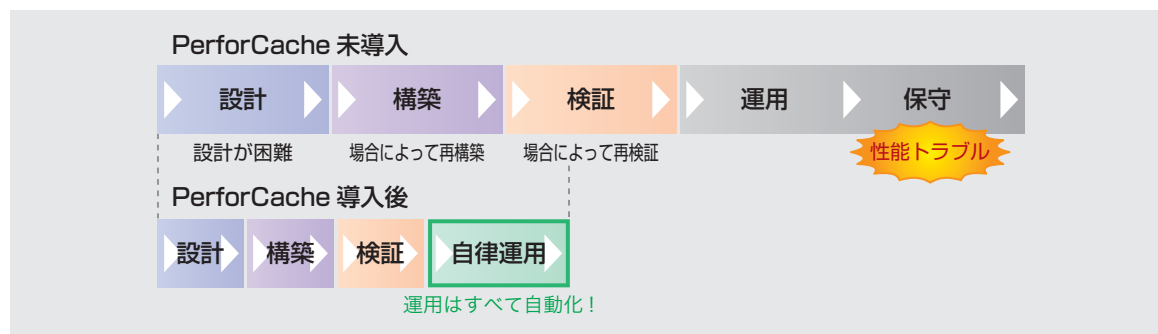 PerforCache 未導入
設計 構築 検証 運用 保守
設計が困難 場合によって再構築 場合によって再検証 性能トラブル
PerforCache 導入後
設計 構築 検証 自律運用
運用はすべて自動化！